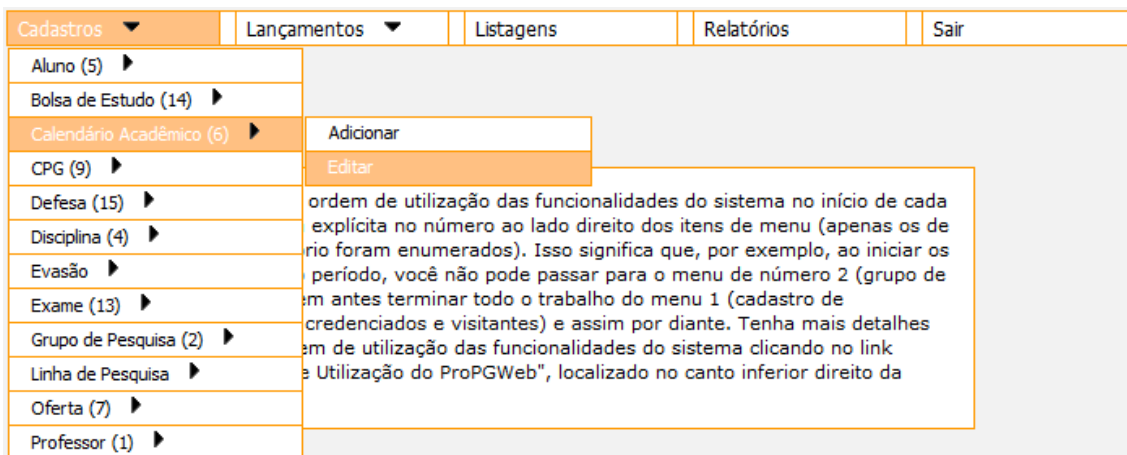 Cadastros Lançamentos Listagens Relatórios Sair
Aluno (5)
Bolsa de Estudo (14)
Calendário Acadêmico (6) Adicionar
CPG (9) Editar
Defesa (15) ordem de utilização das funcionalidades do sistema no início de cada
explícita no número ao lado direito dos itens de menu (apenas os de
Disciplina (4) foram enumerados). Isso significa que, por exemplo, ao iniciar os
Evasão período, você não pode passar para o menu de número 2 (grupo de
Exame (13) antes terminar todo o trabalho do menu 1 (cadastro de
credenciados e visitantes) e assim por diante. Tenha mais detalhes
Grupo de Pesquisa (2) de utilização das funcionalidades do sistema clicando no link
Linha de Pesquisa Utilização do ProPGWeb", localizado no canto inferior direito da
Oferta (7)
Professor (1)